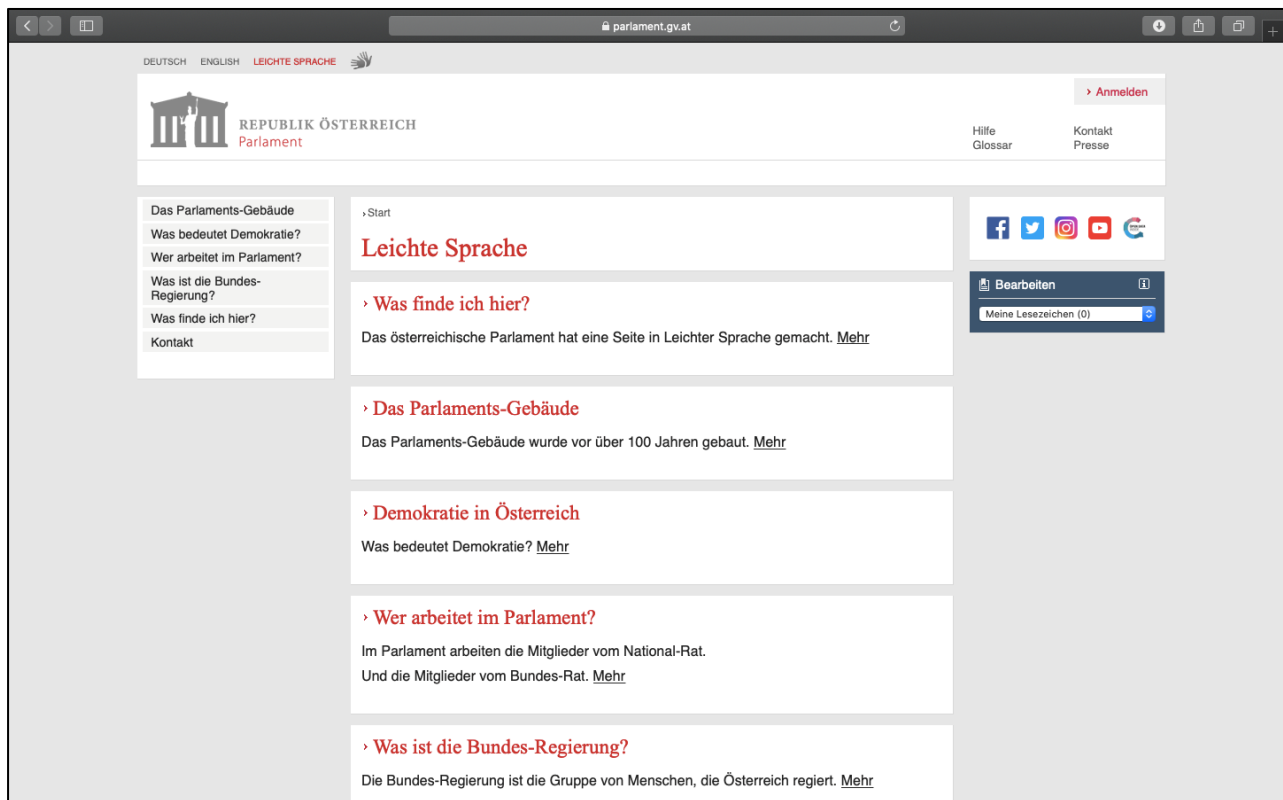 parlament.gv.at
DEUTSCH ENGLISH LEICHTE SPRACHE
› Anmelden
REPUBLIK ÖSTERREICH
Parlament
Hilfe Kontakt
Glossar Presse
Das Parlaments-Gebäude
Was bedeutet Demokratie?
Wer arbeitet im Parlament?
Was ist die Bundes-
Regierung?
Was finde ich hier?
Kontakt
› Start
Leichte Sprache
› Was finde ich hier?
Das österreichische Parlament hat eine Seite in Leichter Sprache gemacht. Mehr
› Das Parlaments-Gebäude
Das Parlaments-Gebäude wurde vor über 100 Jahren gebaut. Mehr
› Demokratie in Österreich
Was bedeutet Demokratie? Mehr
› Wer arbeitet im Parlament?
Im Parlament arbeiten die Mitglieder vom National-Rat.
Und die Mitglieder vom Bundes-Rat. Mehr
› Was ist die Bundes-Regierung?
Die Bundes-Regierung ist die Gruppe von Menschen, die Österreich regiert. Mehr
Bearbeiten
Meine Lesezeichen (0)